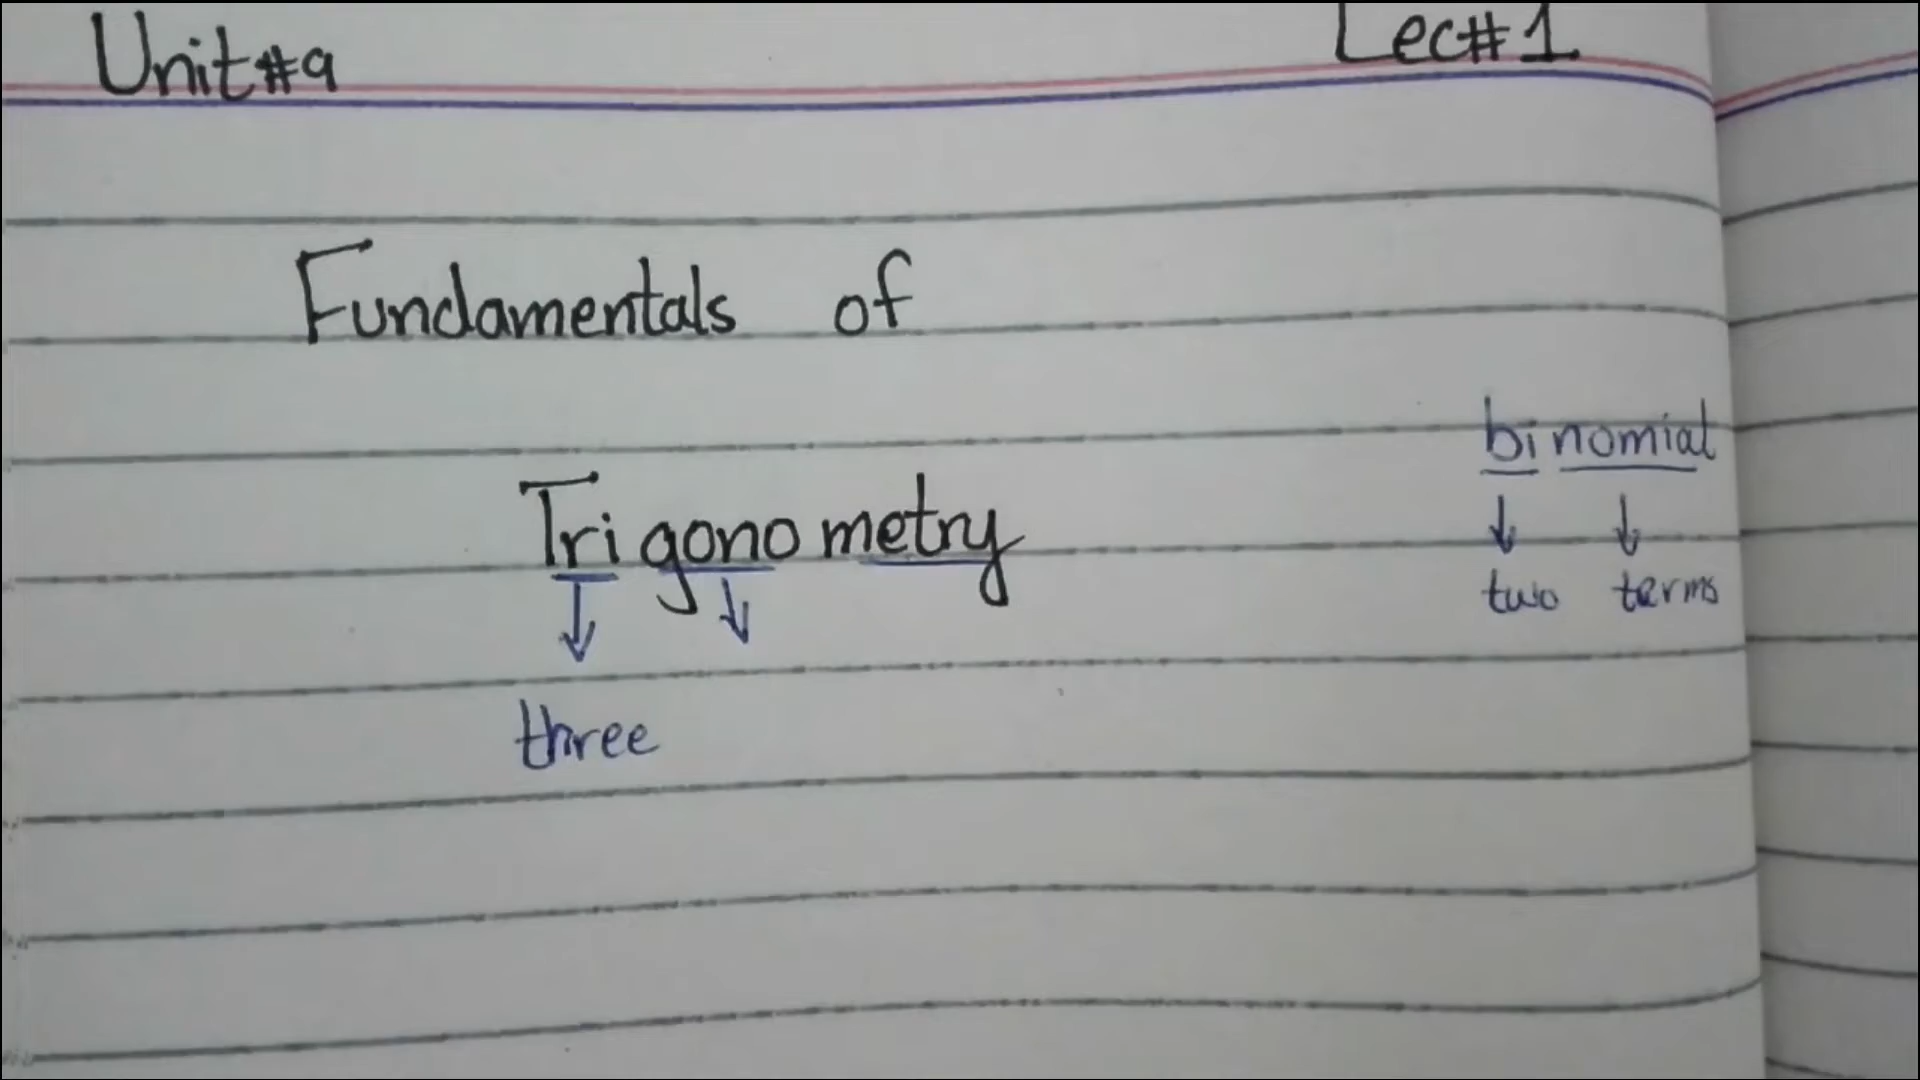 Unit#9
Lec#1
Fundamentals of
Trigonometry
three
binomial
two terms